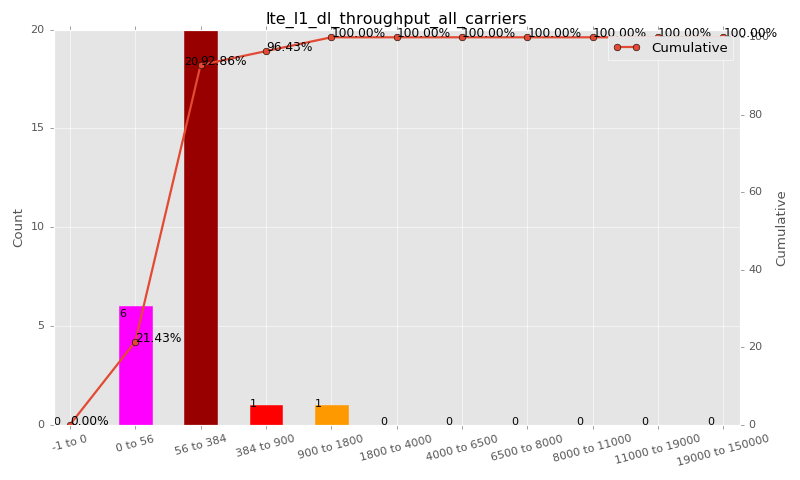 lte_l1_dl_throughput_all_carriers
20
15
10
5
0
Count
100
80
60
40
20
0
Cumulative
Cumulative
0
6
20
1
1
0
0
0
0
0
0
0.00%
21.43%
92.86%
96.43%
100.00%
100.00%
100.00%
100.00%
100.00%
100.00%
100.00%
-1 to 0
0 to 56
56 to 384
384 to 900
900 to 1800
1800 to 4000
4000 to 6500
6500 to 8000
8000 to 11000
11000 to 19000
19000 to 150000